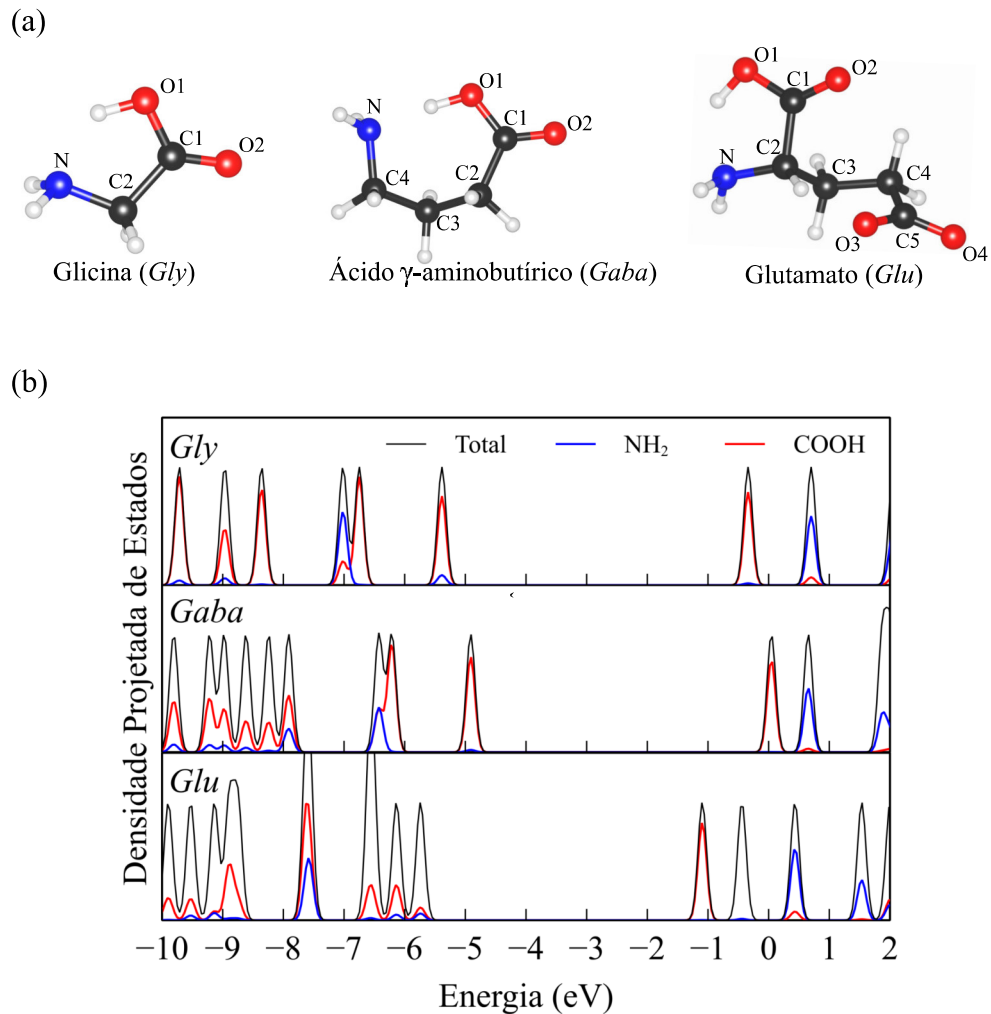 (a)
O1
C1
O2
N
C2
Glicina (Gly)
O1
N
C1
O2
C4
C2
C3
Ácido γ-aminobutírico (Gaba)
O1
C1
O2
C2
N
C3
C4
O3
C5
O4
Glutamato (Glu)
(b)
Densidade Projetada de Estados
Gly
Total
NH₂
COOH
Gaba
Glu
−10 −9 −8 −7 −6 −5 −4 −3 −2 −1 0 1 2
Energia (eV)